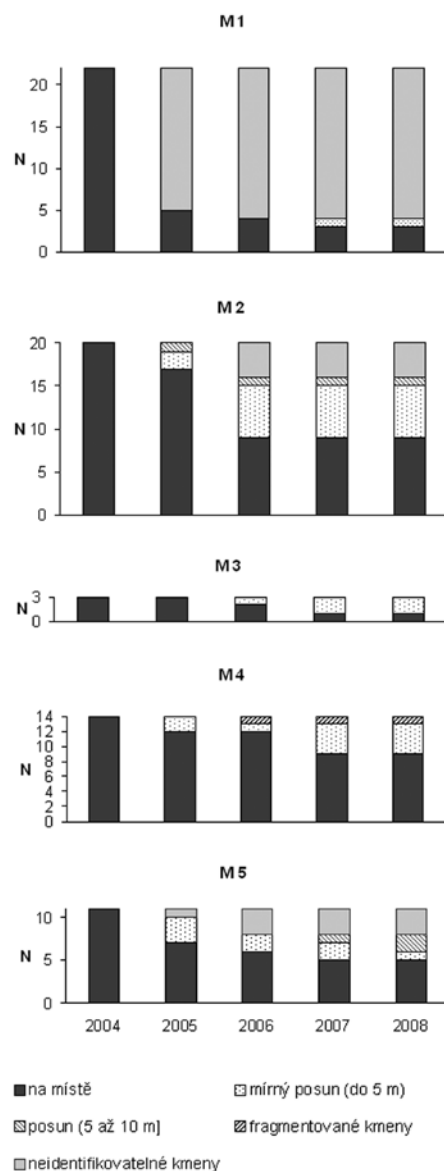 M1
20
15
N
10
5
0
M2
20
15
N 10
5
0
M3
3
N
0
M4
14
12
10
8
N
6
4
2
0
M5
10
N 5
0
2004 2005 2006 2007 2008
na místě mírný posun (do 5 m)
posun (5 až 10 m] fragmentované kmeny
neidentifikovatelné kmeny